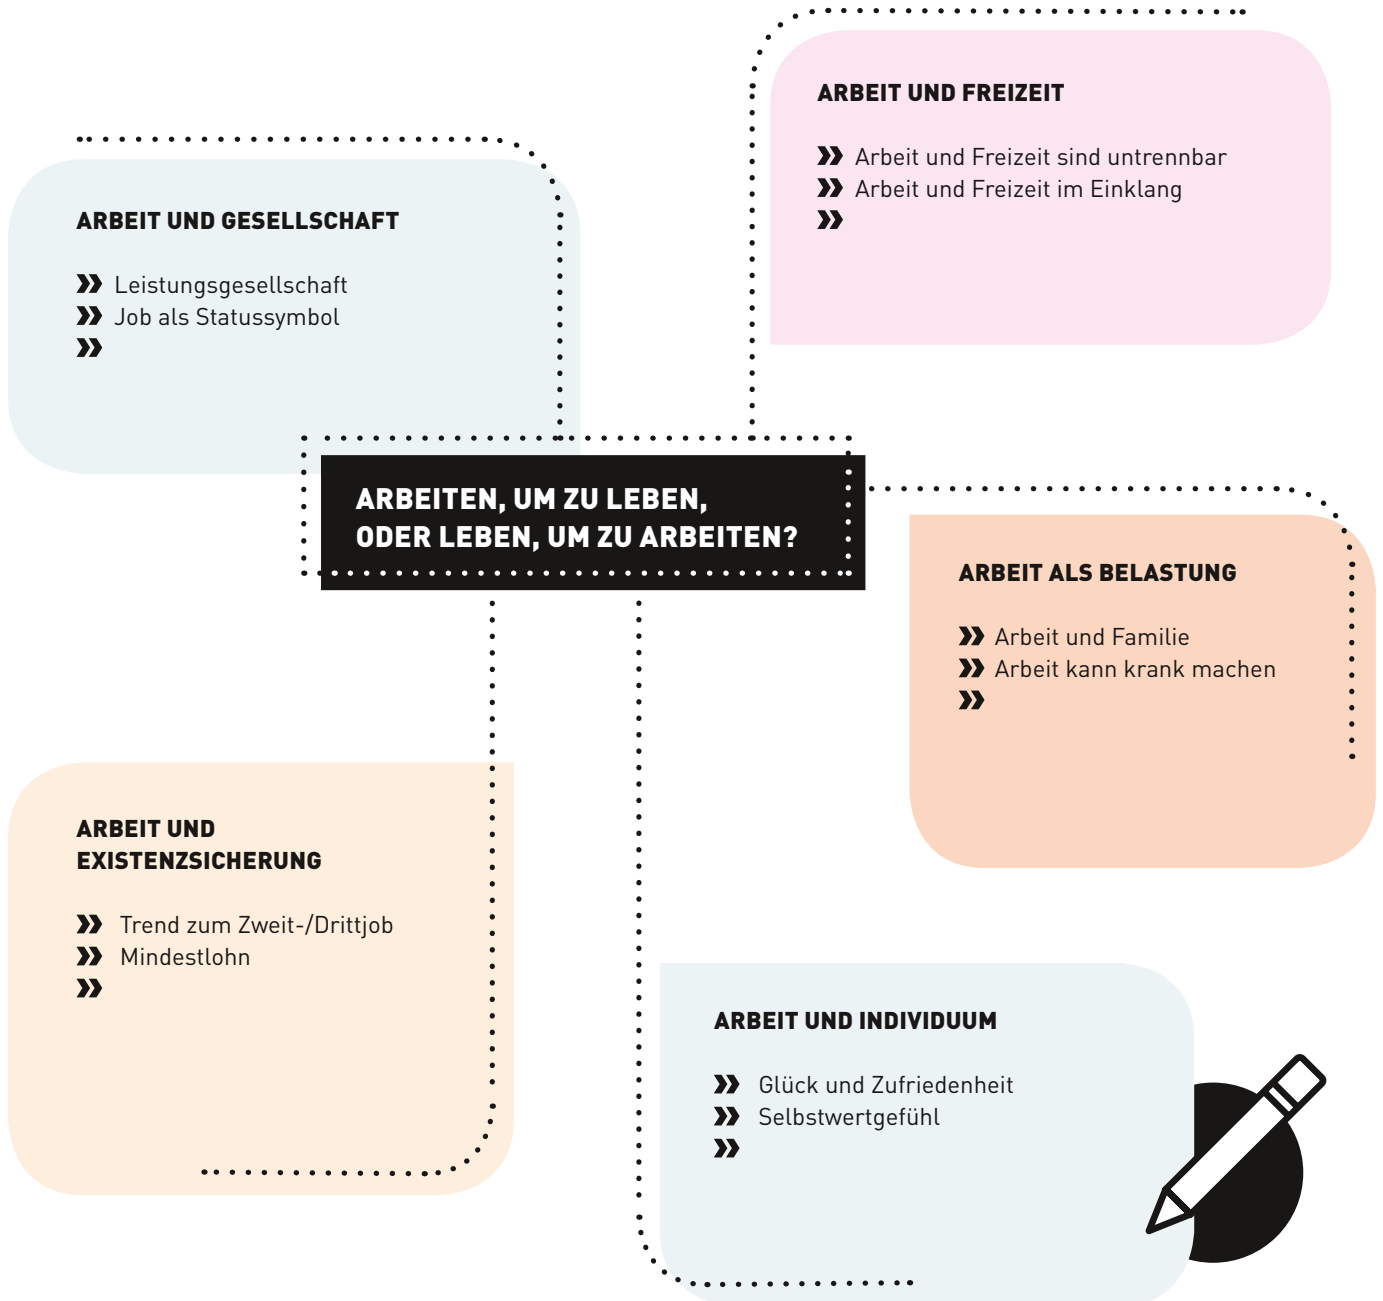 ARBEIT UND FREIZEIT
» Arbeit und Freizeit sind untrennbar
» Arbeit und Freizeit im Einklang
»
ARBEIT UND GESELLSCHAFT
» Leistungsgesellschaft
» Job als Statussymbol
»
ARBEITEN, UM ZU LEBEN,
ODER LEBEN, UM ZU ARBEITEN?
ARBEIT ALS BELASTUNG
» Arbeit und Familie
» Arbeit kann krank machen
»
ARBEIT UND
EXISTENZSICHERUNG
» Trend zum Zweit-/Drittjob
» Mindestlohn
»
ARBEIT UND INDIVIDUUM
» Glück und Zufriedenheit
» Selbstwertgefühl
»